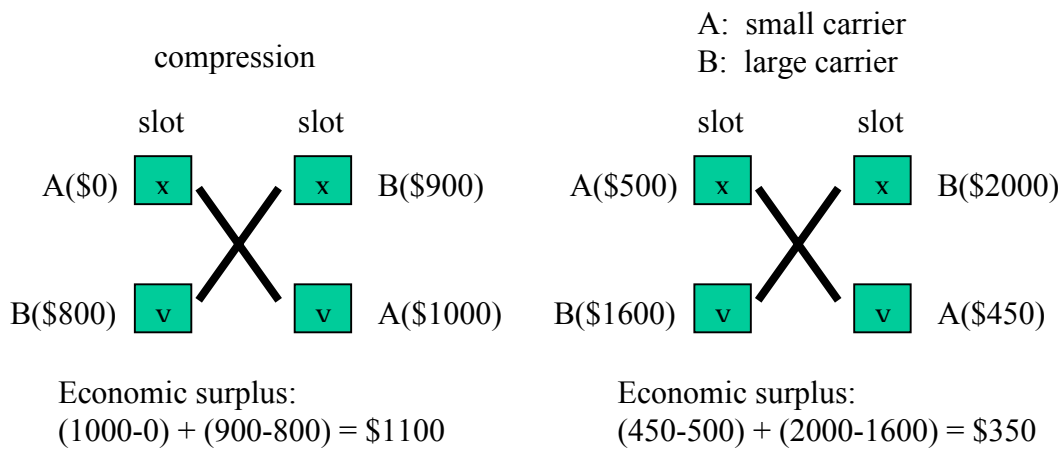 compression
slot slot
A($0) x x B($900)
B($800) v v A($1000)
Economic surplus:
(1000-0) + (900-800) = $1100
A: small carrier
B: large carrier
slot slot
A($500) x x B($2000)
B($1600) v v A($450)
Economic surplus:
(450-500) + (2000-1600) = $350